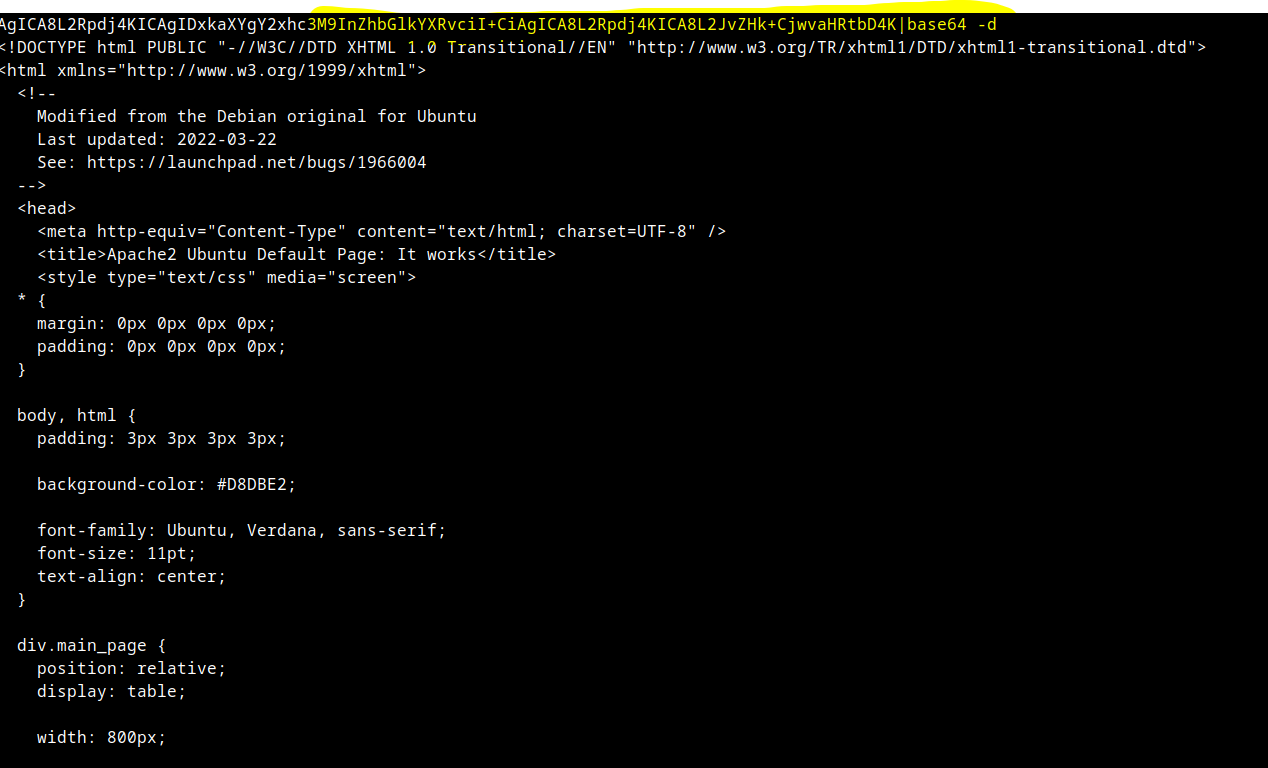 AgICA8L2Rpdj4KICAgIDxkaXYgY2xhc3M9InZhbGlkYXRvciI+CiAgICA8L2Rpdj4KICA8L2JvZHk+CjwvaHRtbD4K|base64 -d
<!DOCTYPE html PUBLIC "-//W3C//DTD XHTML 1.0 Transitional//EN" "http://www.w3.org/TR/xhtml1/DTD/xhtml1-transitional.dtd">
<html xmlns="http://www.w3.org/1999/xhtml">
  <!--
    Modified from the Debian original for Ubuntu
    Last updated: 2022-03-22
    See: https://launchpad.net/bugs/1966004
  -->
  <head>
    <meta http-equiv="Content-Type" content="text/html; charset=UTF-8" />
    <title>Apache2 Ubuntu Default Page: It works</title>
    <style type="text/css" media="screen">
  * {
    margin: 0px 0px 0px 0px;
    padding: 0px 0px 0px 0px;
  }

  body, html {
    padding: 3px 3px 3px 3px;

    background-color: #D8DBE2;

    font-family: Ubuntu, Verdana, sans-serif;
    font-size: 11pt;
    text-align: center;
  }

  div.main_page {
    position: relative;
    display: table;

    width: 800px;